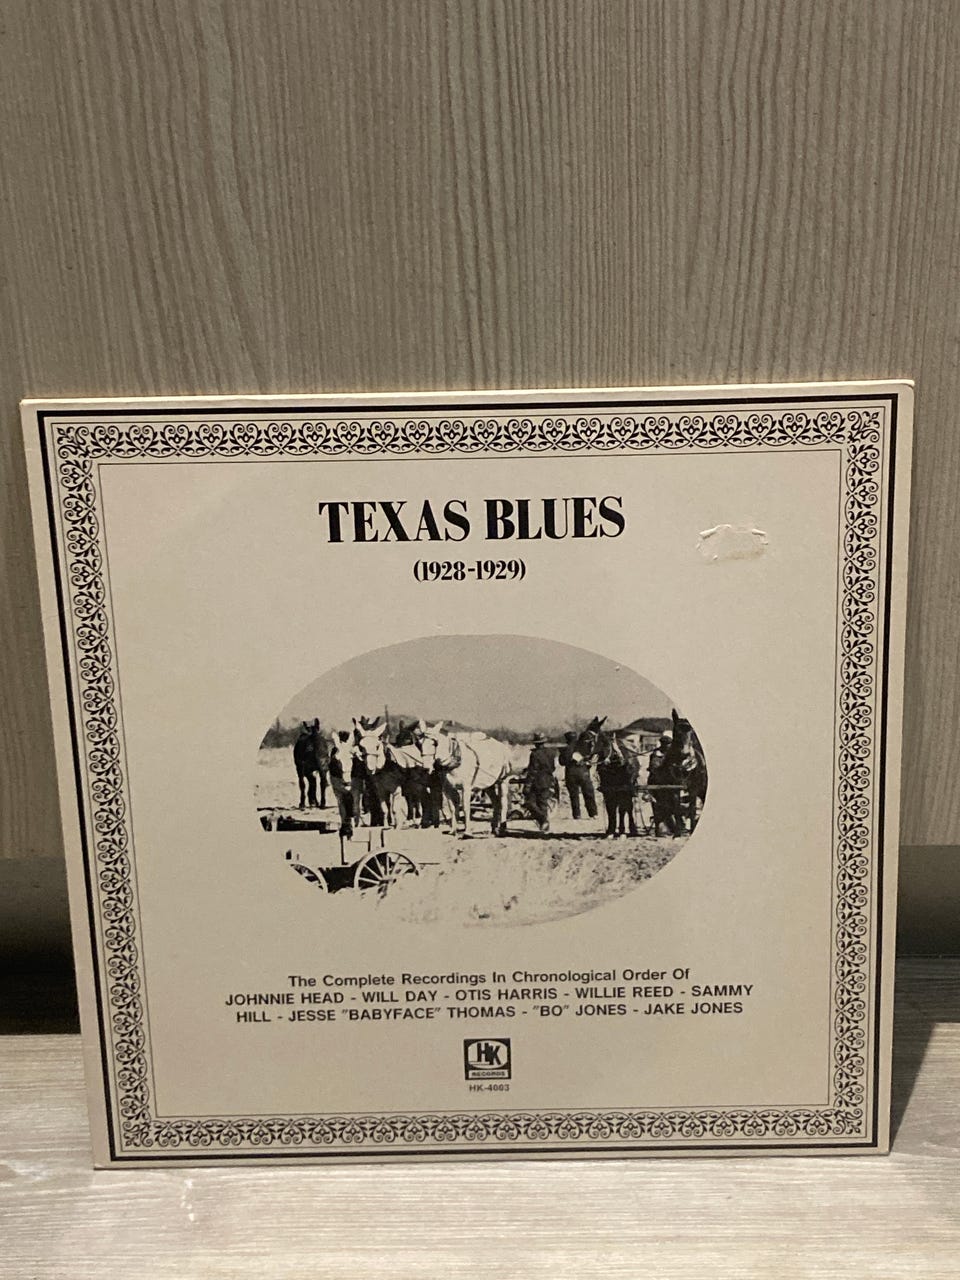 TEXAS BLUES
(1928-1929)
The Complete Recordings In Chronological Order Of
JOHNNIE HEAD - WILL DAY - OTIS HARRIS - WILLIE REED - SAMMY
HILL - JESSE "BABYFACE" THOMAS - "BO" JONES - JAKE JONES
HK
RECORDS
HK-4003